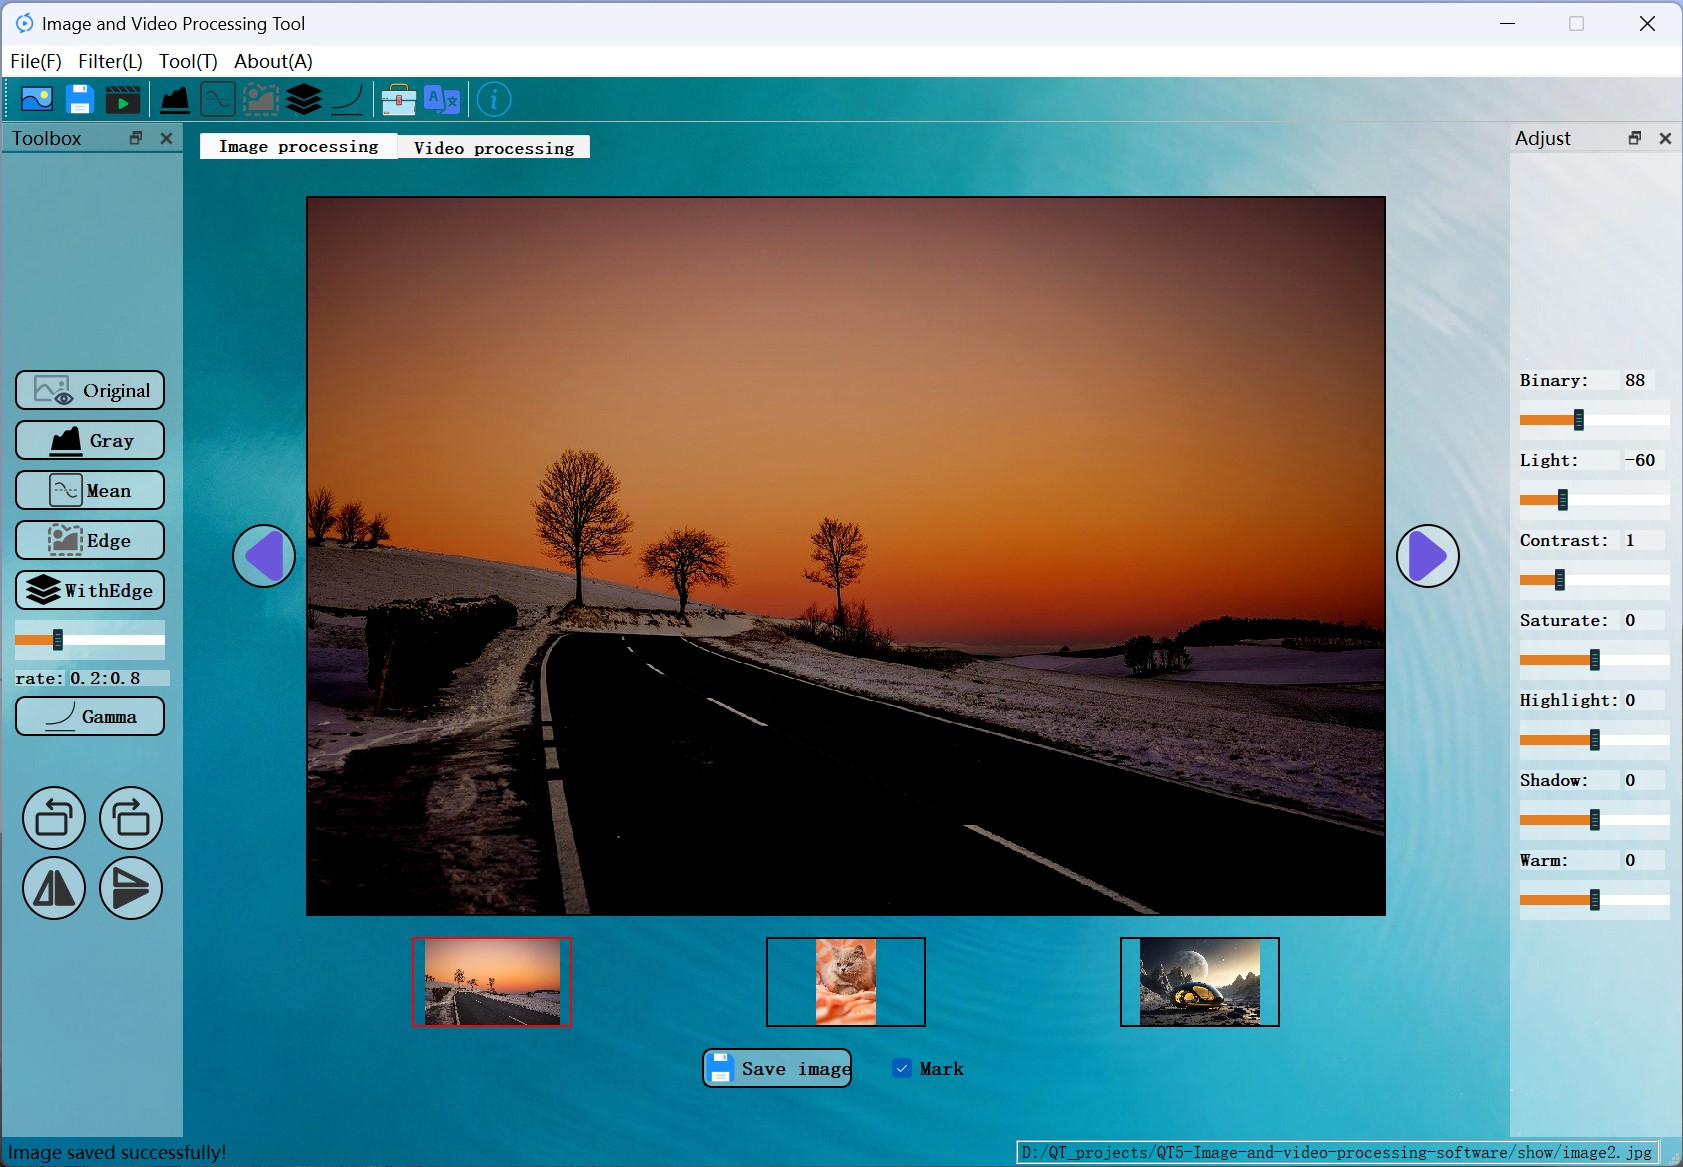 Image and Video Processing Tool
File(F) Filter(L) Tool(T) About(A)
Toolbox
Image processing Video processing
Adjust
Original
Gray
Mean
Edge
WithEdge
rate: 0.2:0.8
Gamma
Binary: 88
Light: -60
Contrast: 1
Saturate: 0
Highlight: 0
Shadow: 0
Warm: 0
Save image
Mark
Image saved successfully!
D:/QT_projects/QT5-Image-and-video-processing-software/show/image2.jpg